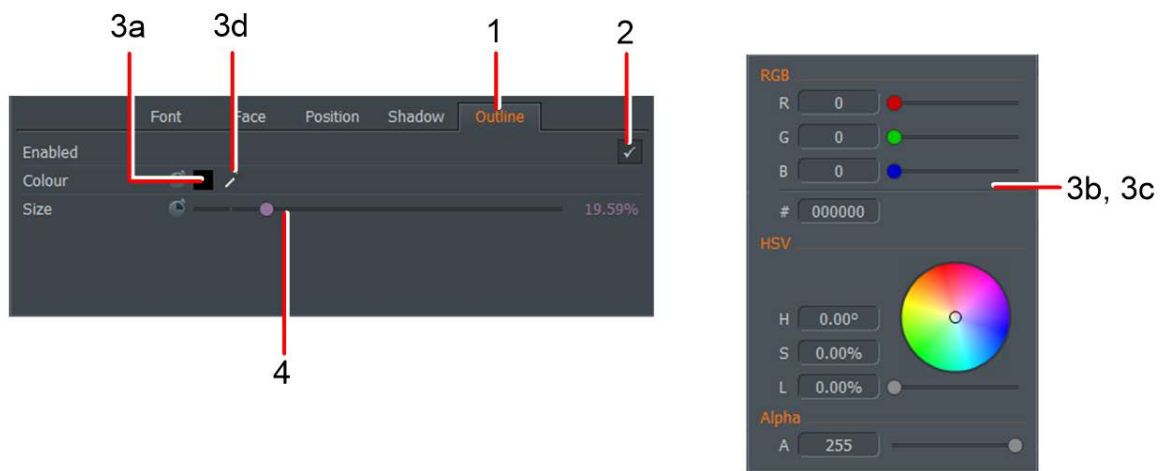 3a 3d 1 2
Font Face Position Shadow Outline
Enabled
Colour
Size 19.59%
4
RGB
R 0
G 0
B 0
3b, 3c
# 000000
HSV
H 0.00°
S 0.00%
L 0.00%
Alpha
A 255